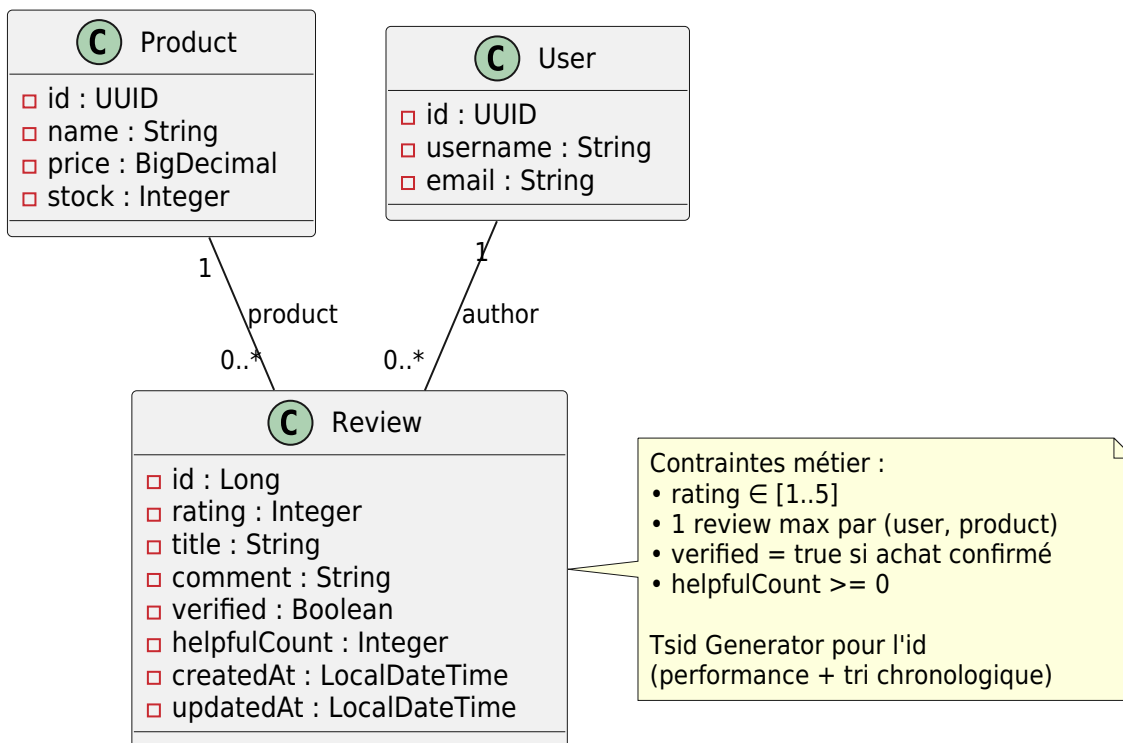 C Product
id : UUID
name : String
price : BigDecimal
stock : Integer
C User
id : UUID
username : String
email : String
1
1
product
author
0..*
0..*
C Review
id : Long
rating : Integer
title : String
comment : String
verified : Boolean
helpfulCount : Integer
createdAt : LocalDateTime
updatedAt : LocalDateTime
Contraintes métier :
• rating ∈ [1..5]
• 1 review max par (user, product)
• verified = true si achat confirmé
• helpfulCount >= 0
Tsid Generator pour l'id
(performance + tri chronologique)